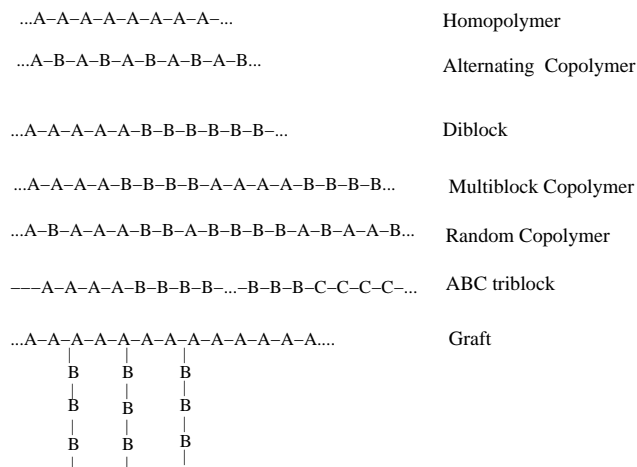 ...A–A–A–A–A–A–A–A–... Homopolymer
...A–B–A–B–A–B–A–B–A–B... Alternating Copolymer
...A–A–A–A–A–B–B–B–B–B–B–... Diblock
...A–A–A–A–B–B–B–B–A–A–A–A–B–B–B–B... Multiblock Copolymer
...A–B–A–A–A–B–B–A–B–B–B–B–A–B–A–A–B... Random Copolymer
–––A–A–A–A–B–B–B–B–...–B–B–B–C–C–C–C–... ABC triblock
...A–A–A–A–A–A–A–A–A–A–A–A–A.... Graft
| | |
B B B
| | |
B B B
| | |
B B B
| | |